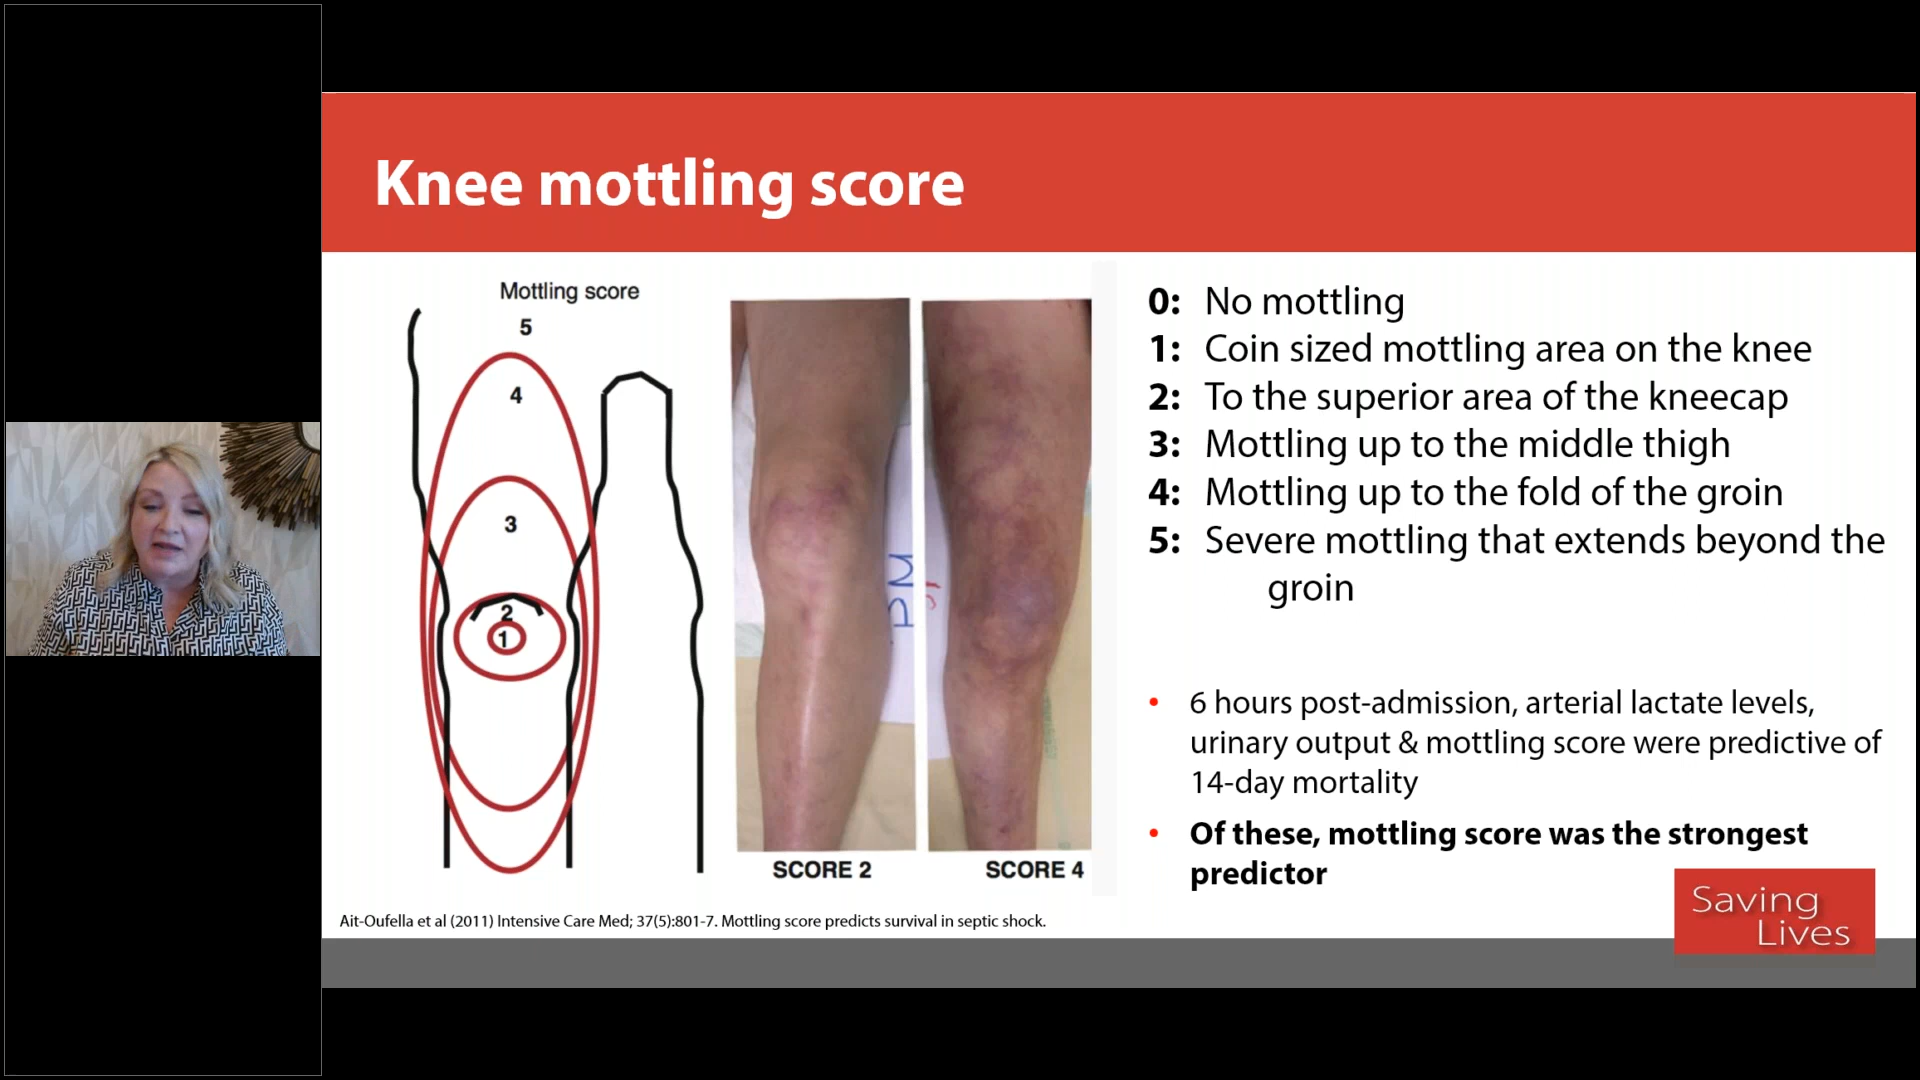 Knee mottling score
Mottling score
5
4
3
2
1
SCORE 2
SCORE 4
0: No mottling
1: Coin sized mottling area on the knee
2: To the superior area of the kneecap
3: Mottling up to the middle thigh
4: Mottling up to the fold of the groin
5: Severe mottling that extends beyond the
groin
• 6 hours post-admission, arterial lactate levels,
urinary output & mottling score were predictive of
14-day mortality
• Of these, mottling score was the strongest
predictor
Ait-Oufella et al (2011) Intensive Care Med; 37(5):801-7. Mottling score predicts survival in septic shock.
Saving
Lives